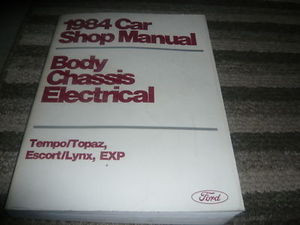 1984 Car
Shop Manual
Body
Chassis
Electrical
Tempo/Topaz,
Escort/Lynx, EXP
Ford